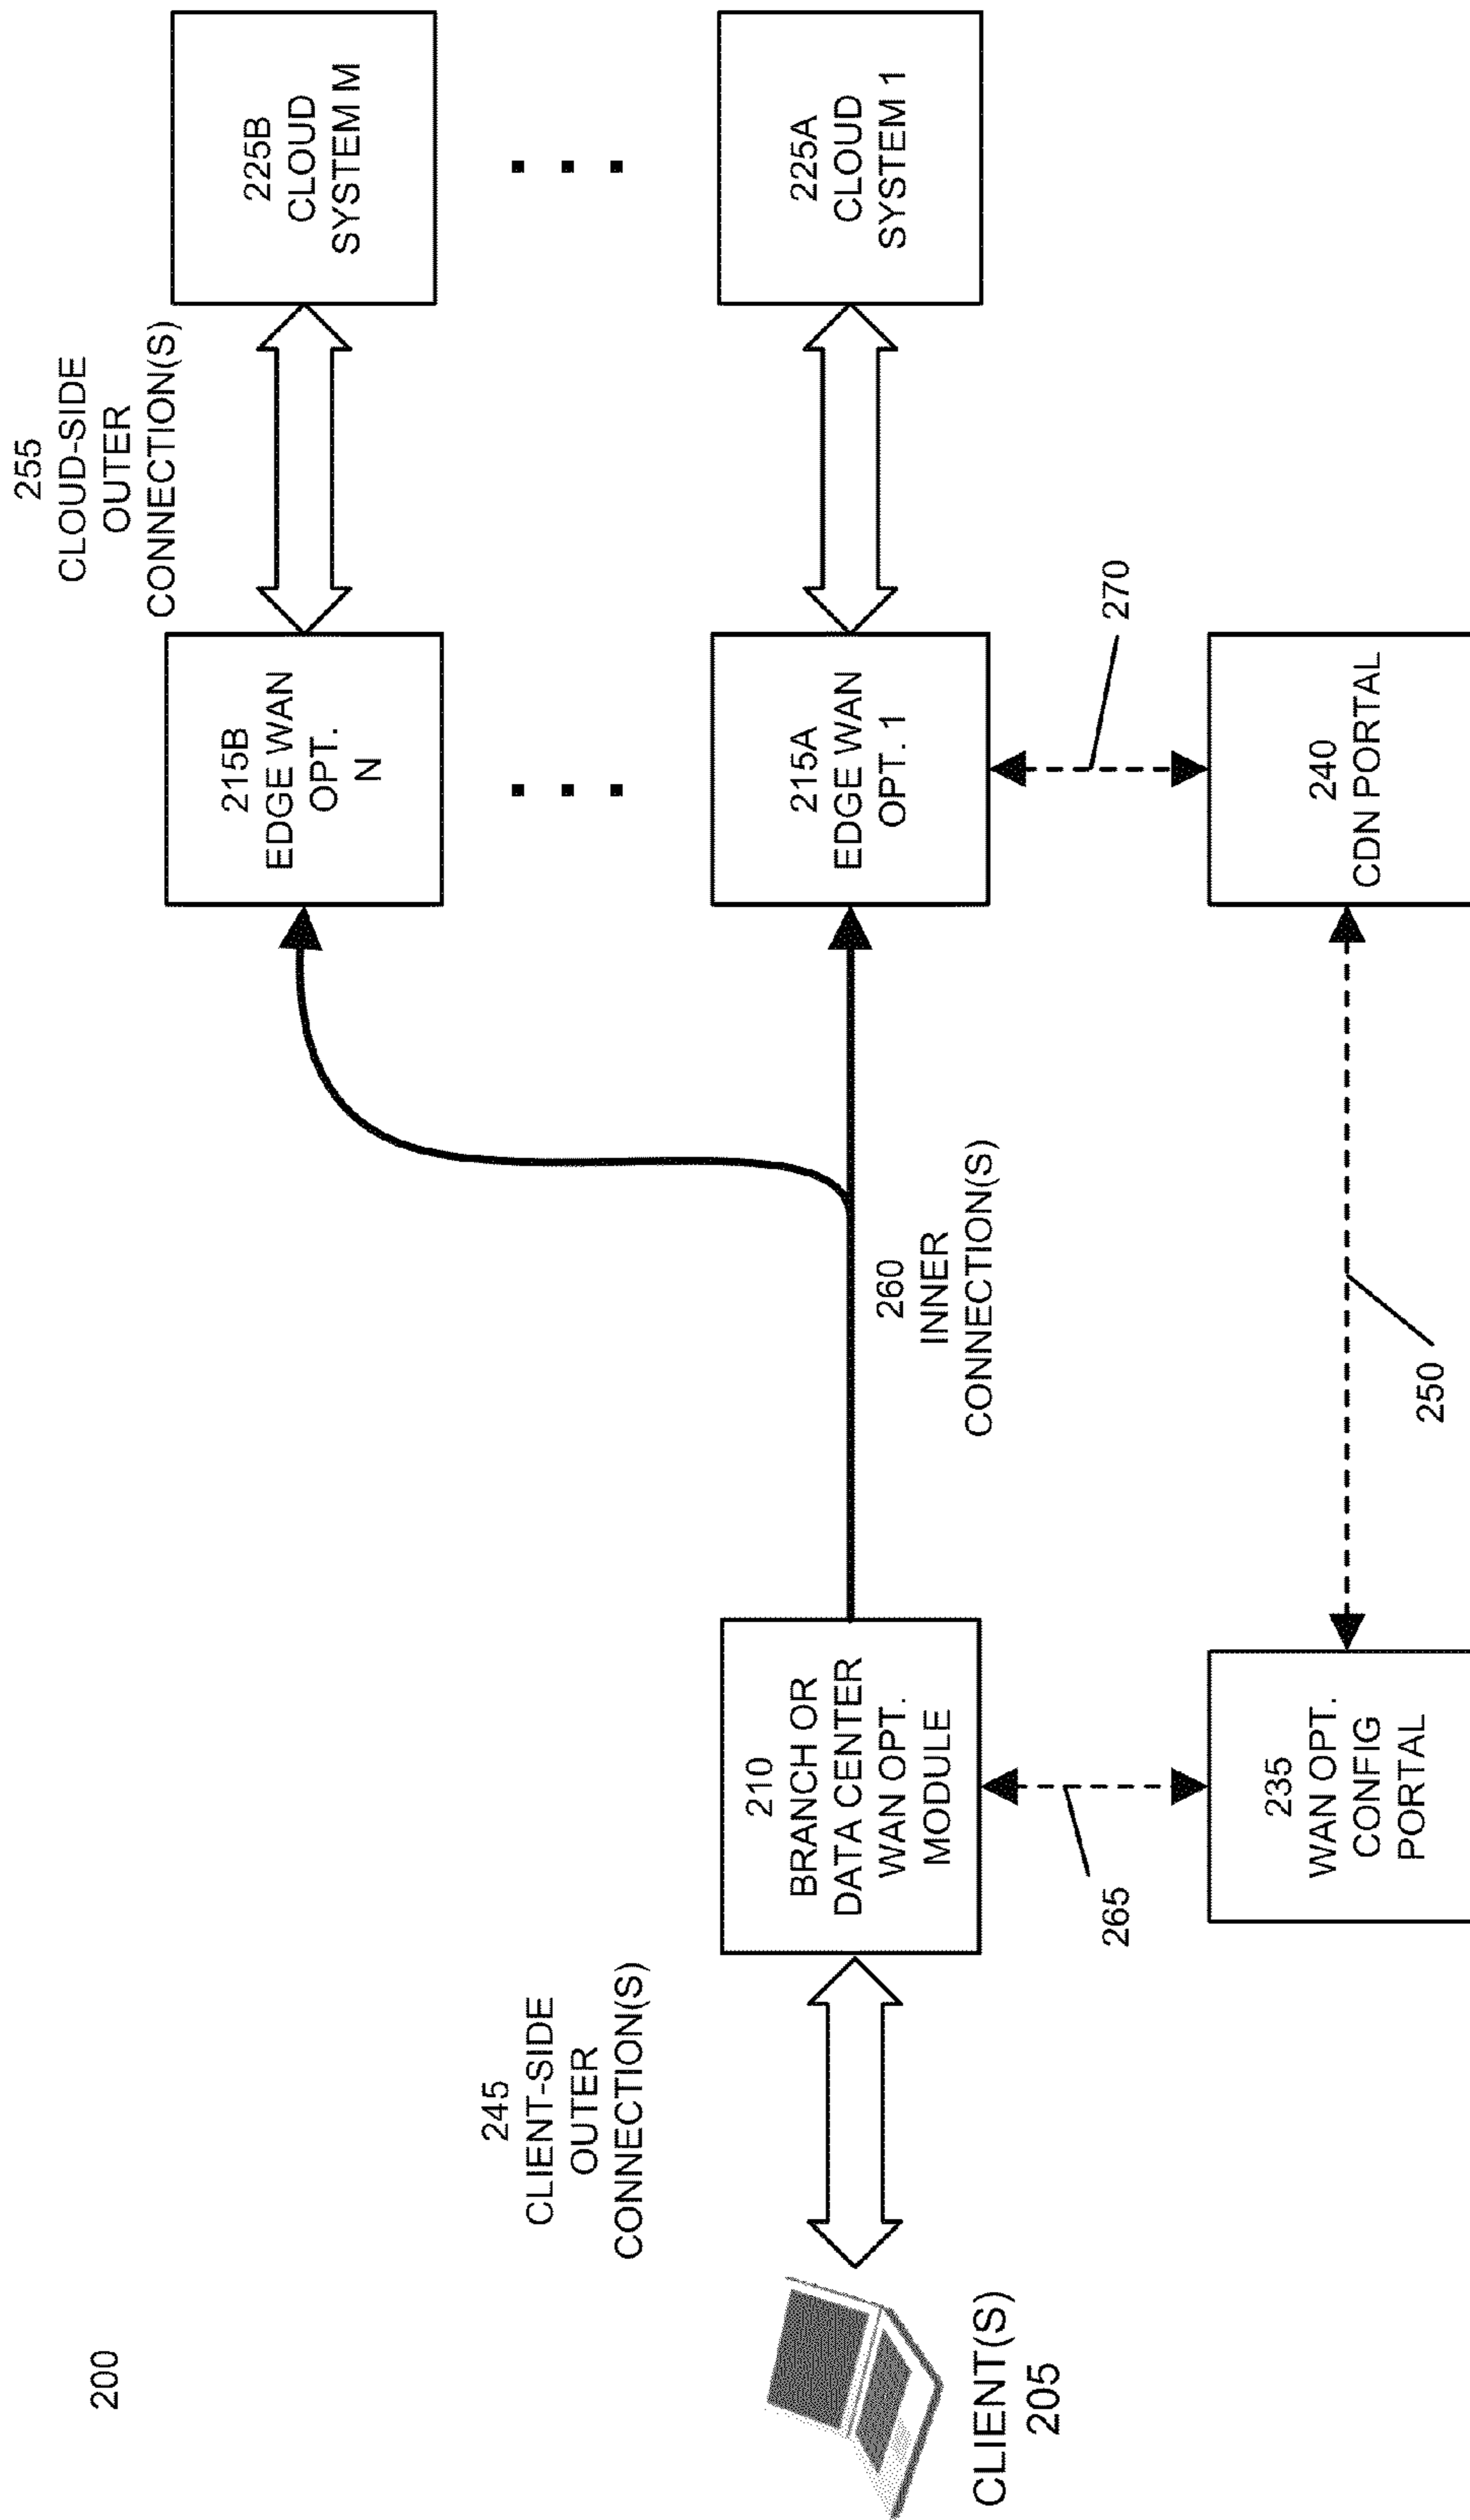 200
255
CLOUD-SIDE
OUTER
CONNECTION(S)
215B
EDGE WAN
OPT.
N
225B
CLOUD
SYSTEM M
245
CLIENT-SIDE
OUTER
CONNECTION(S)
CLIENT(S)
205
210
BRANCH OR
DATA CENTER
WAN OPT.
MODULE
260
INNER
CONNECTION(S)
215A
EDGE WAN
OPT. 1
225A
CLOUD
SYSTEM 1
265
270
235
WAN OPT.
CONFIG
PORTAL
250
240
CDN PORTAL